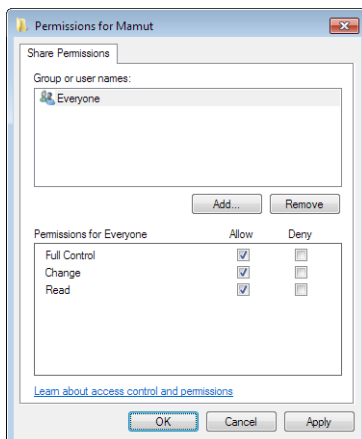 Permissions for Mamut
Share Permissions
Group or user names:
Everyone
Add... Remove
Permissions for Everyone Allow Deny
Full Control
Change
Read
Learn about access control and permissions
OK Cancel Apply